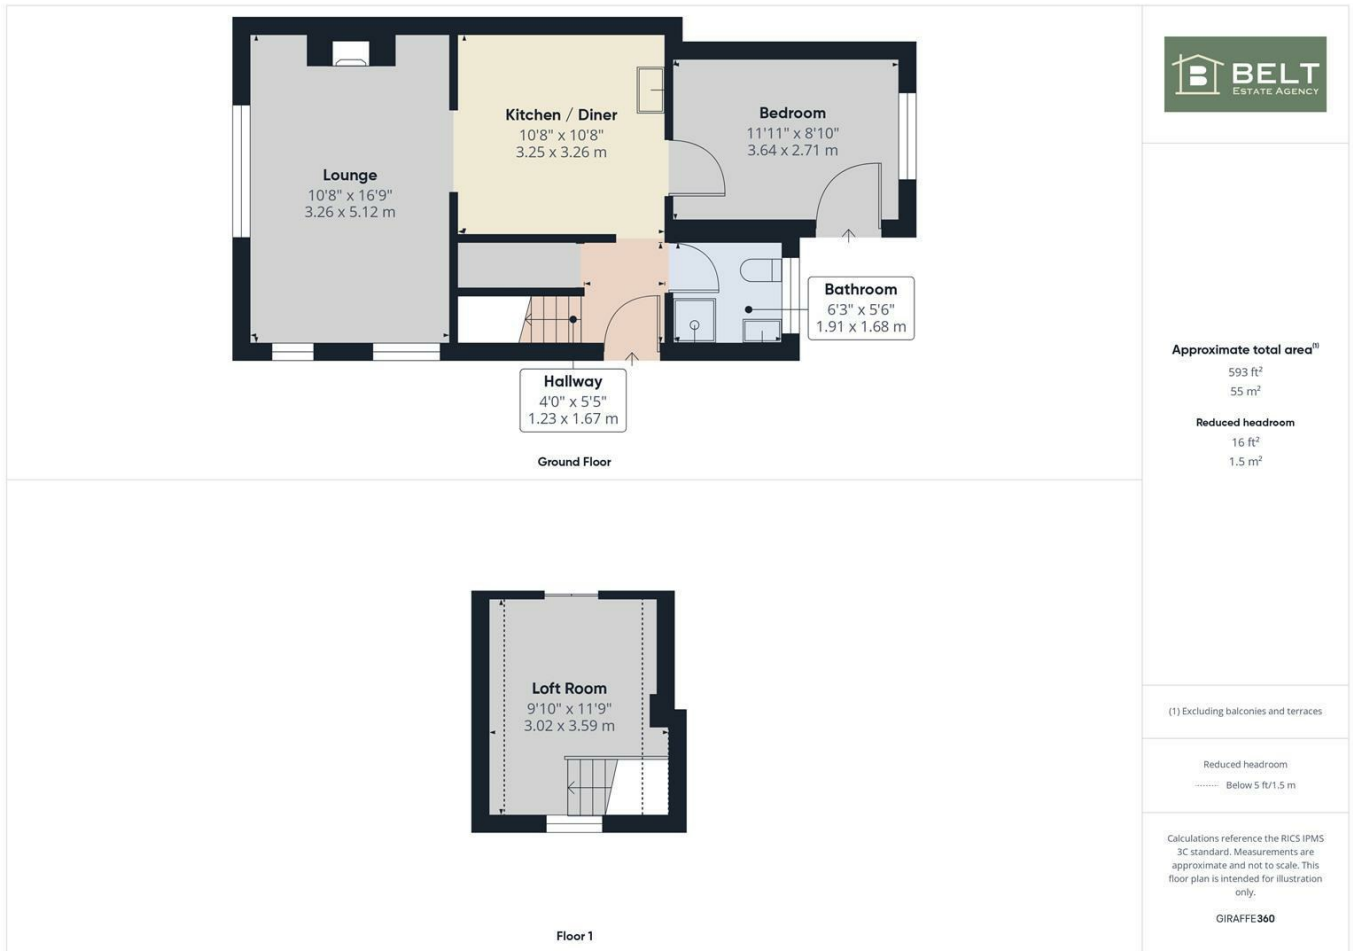 Lounge
10'8" x 16'9"
3.26 x 5.12 m
Kitchen / Diner
10'8" x 10'8"
3.25 x 3.26 m
Bedroom
11'11" x 8'10"
3.64 x 2.71 m
Bathroom
6'3" x 5'6"
1.91 x 1.68 m
Hallway
4'0" x 5'5"
1.23 x 1.67 m
Ground Floor
Loft Room
9'10" x 11'9"
3.02 x 3.59 m
Floor 1
B BELT
ESTATE AGENCY
Approximate total area⁽¹⁾
593 ft²
55 m²
Reduced headroom
16 ft²
1.5 m²
(1) Excluding balconies and terraces
Reduced headroom
Below 5 ft/1.5 m
Calculations reference the RICS IPMS
3C standard. Measurements are
approximate and not to scale. This
floor plan is intended for illustration
only.
GIRAFFE360